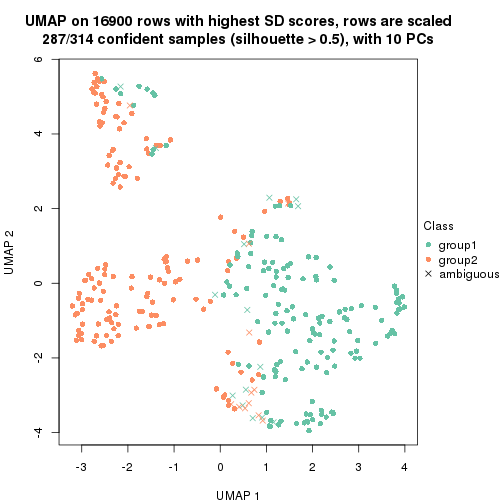 UMAP on 16900 rows with highest SD scores, rows are scaled
287/314 confident samples (silhouette > 0.5), with 10 PCs
6
4
2
0
-2
-4
UMAP 2
-3
-2
-1
0
1
2
3
4
UMAP 1
Class
group1
group2
ambiguous